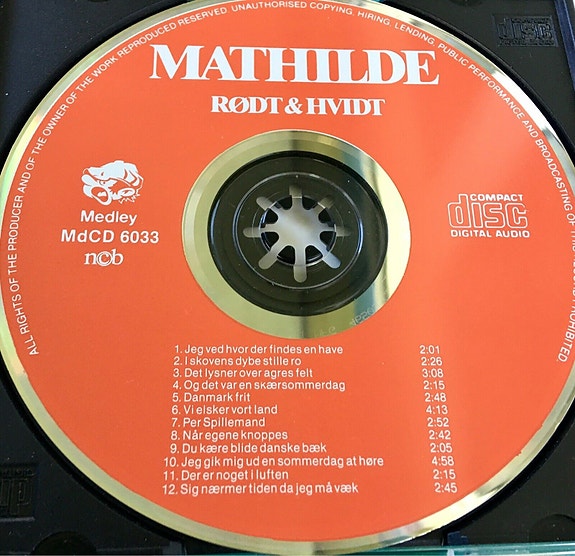 ALL RIGHTS OF THE PRODUCER AND OF THE OWNER OF THE WORK REPRODUCED RESERVED UNAUTHORISED COPYING, HIRING, LENDING, PUBLIC PERFORMANCE AND BROADCASTING OF THE PROHIBITED.
MATHILDE
RØDT & HVIDT
Medley
MdCD 6033
ncb
COMPACT
disc
DIGITAL AUDIO
1. Jeg ved hvor der findes en have 2:01
2. I skovens dybe stille ro 2:26
3. Det lysner over agres felt 3:08
4. Og det var en skærsommerdag 2:15
5. Danmark frit 2:48
6. Vi elsker vort land 4:13
7. Per Spillemand 2:52
8. Når egene knoppes 2:42
9. Du kære blide danske bæk 2:05
10. Jeg gik mig ud en sommerdag at høre 4:58
11. Der er noget i luften 2:15
12. Sig nærmer tiden da jeg må væk 2:45
disc